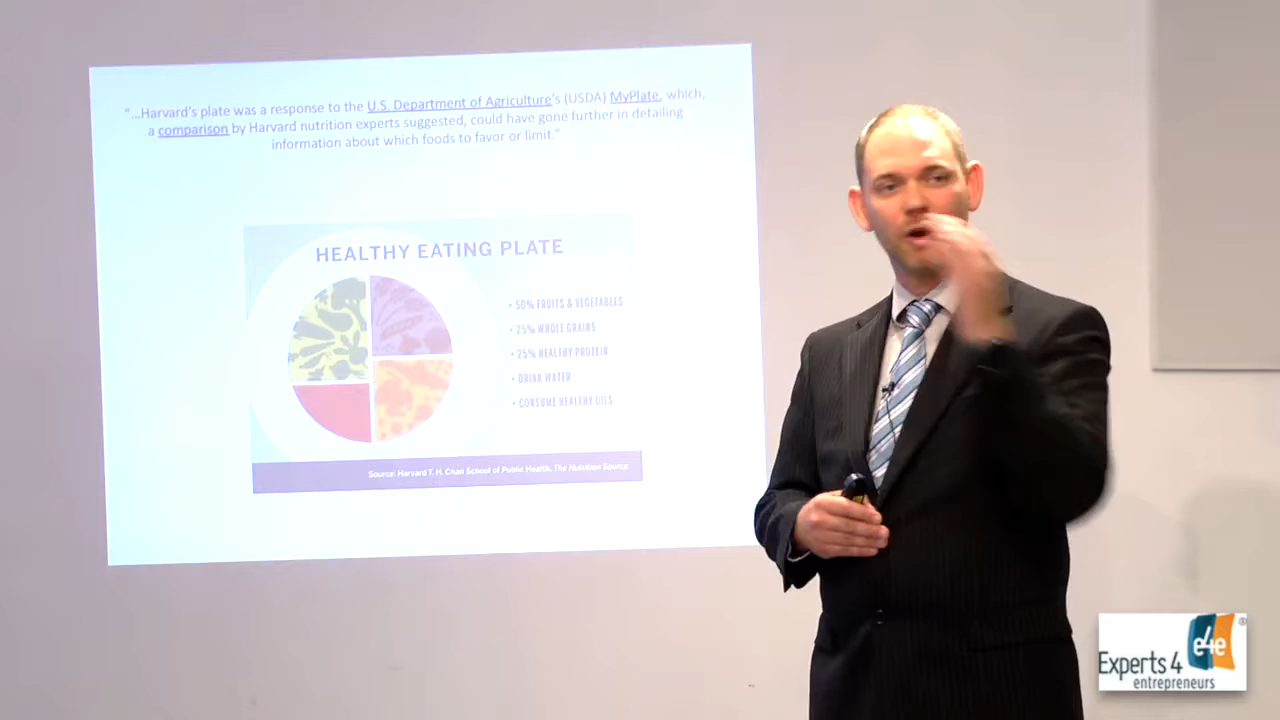 “...Harvard's plate was a response to the U.S. Department of Agriculture's (USDA) MyPlate, which,
a comparison by Harvard nutrition experts suggested, could have gone further in detailing
information about which foods to favor or limit.”
HEALTHY EATING PLATE
• 50% FRUITS & VEGETABLES
• 25% WHOLE GRAINS
• 25% HEALTHY PROTEIN
• DRINK WATER
• CONSUME HEALTHY OILS
Source: Harvard T. H. Chan School of Public Health, The Nutrition Source
e4e
®
Experts 4
entrepreneurs